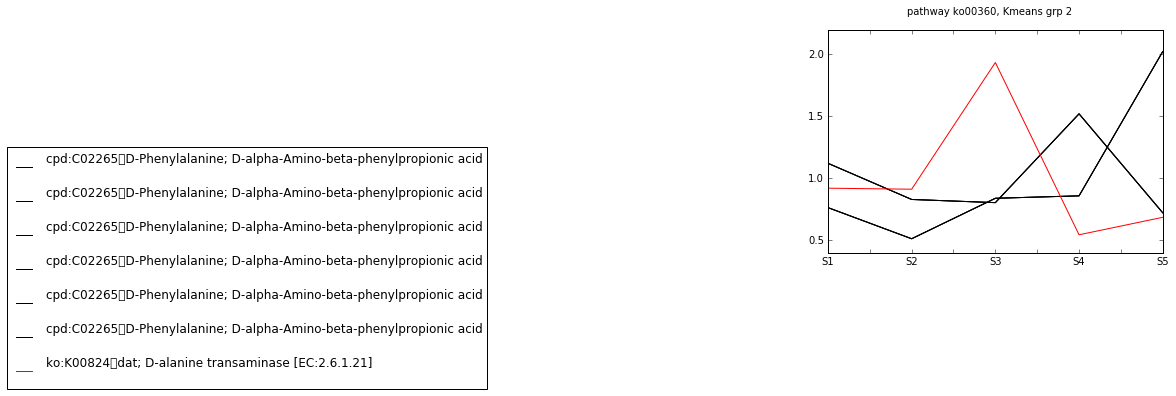 pathway ko00360, Kmeans grp 2
2.0
1.5
1.0
0.5
S1 S2 S3 S4 S5
cpd:C02265▯D-Phenylalanine; D-alpha-Amino-beta-phenylpropionic acid
cpd:C02265▯D-Phenylalanine; D-alpha-Amino-beta-phenylpropionic acid
cpd:C02265▯D-Phenylalanine; D-alpha-Amino-beta-phenylpropionic acid
cpd:C02265▯D-Phenylalanine; D-alpha-Amino-beta-phenylpropionic acid
cpd:C02265▯D-Phenylalanine; D-alpha-Amino-beta-phenylpropionic acid
cpd:C02265▯D-Phenylalanine; D-alpha-Amino-beta-phenylpropionic acid
ko:K00824▯dat; D-alanine transaminase [EC:2.6.1.21]